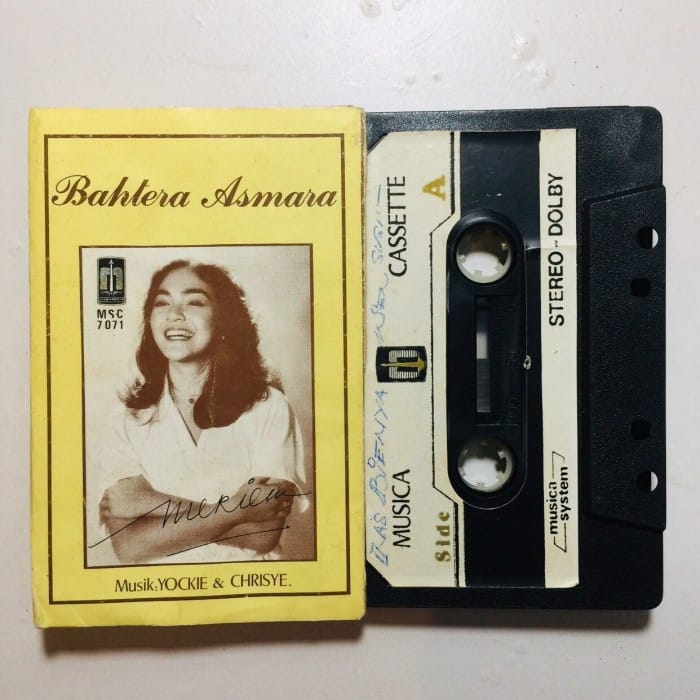 Bahtera Asmara
MSC
7071
meriem
Musik:YOCKIE & CHRISYE.
MUSICA CASSETTE
Side A
STEREO - DOLBY
musica
system